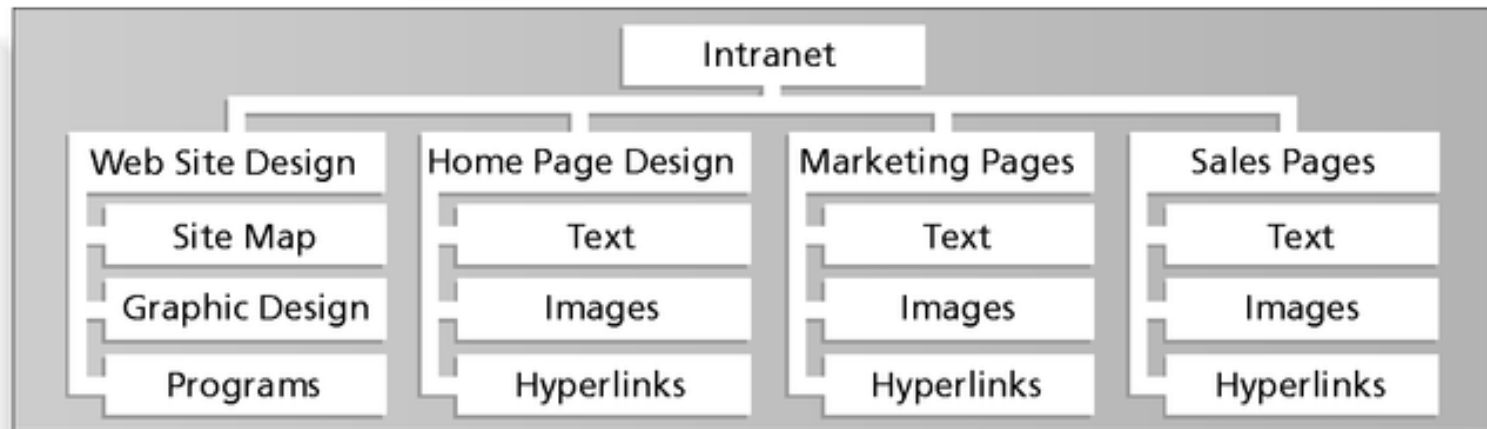 Intranet
Web Site Design
Home Page Design
Marketing Pages
Sales Pages
Site Map
Text
Text
Text
Graphic Design
Images
Images
Images
Programs
Hyperlinks
Hyperlinks
Hyperlinks